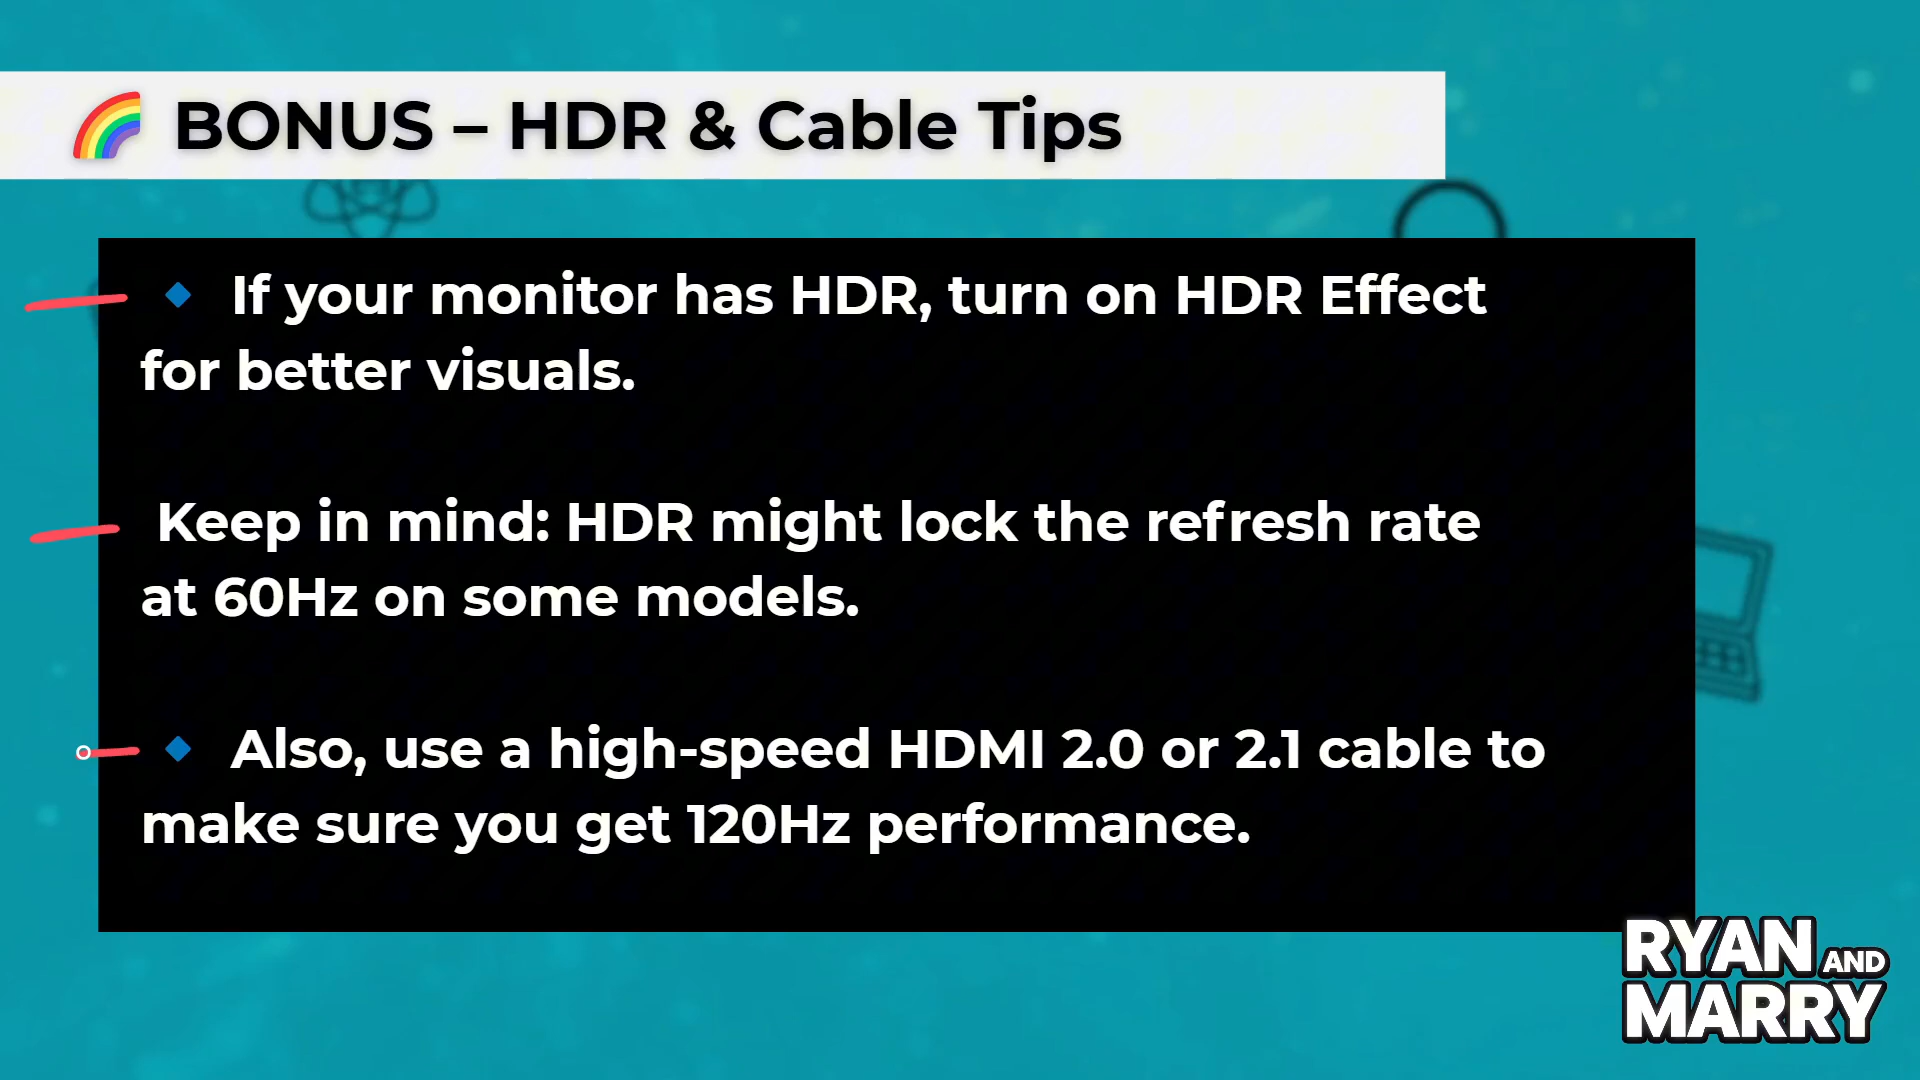 🌈 BONUS – HDR & Cable Tips
🔹 If your monitor has HDR, turn on HDR Effect
for better visuals.
Keep in mind: HDR might lock the refresh rate
at 60Hz on some models.
🔹 Also, use a high-speed HDMI 2.0 or 2.1 cable to
make sure you get 120Hz performance.
RYAN AND
MARRY